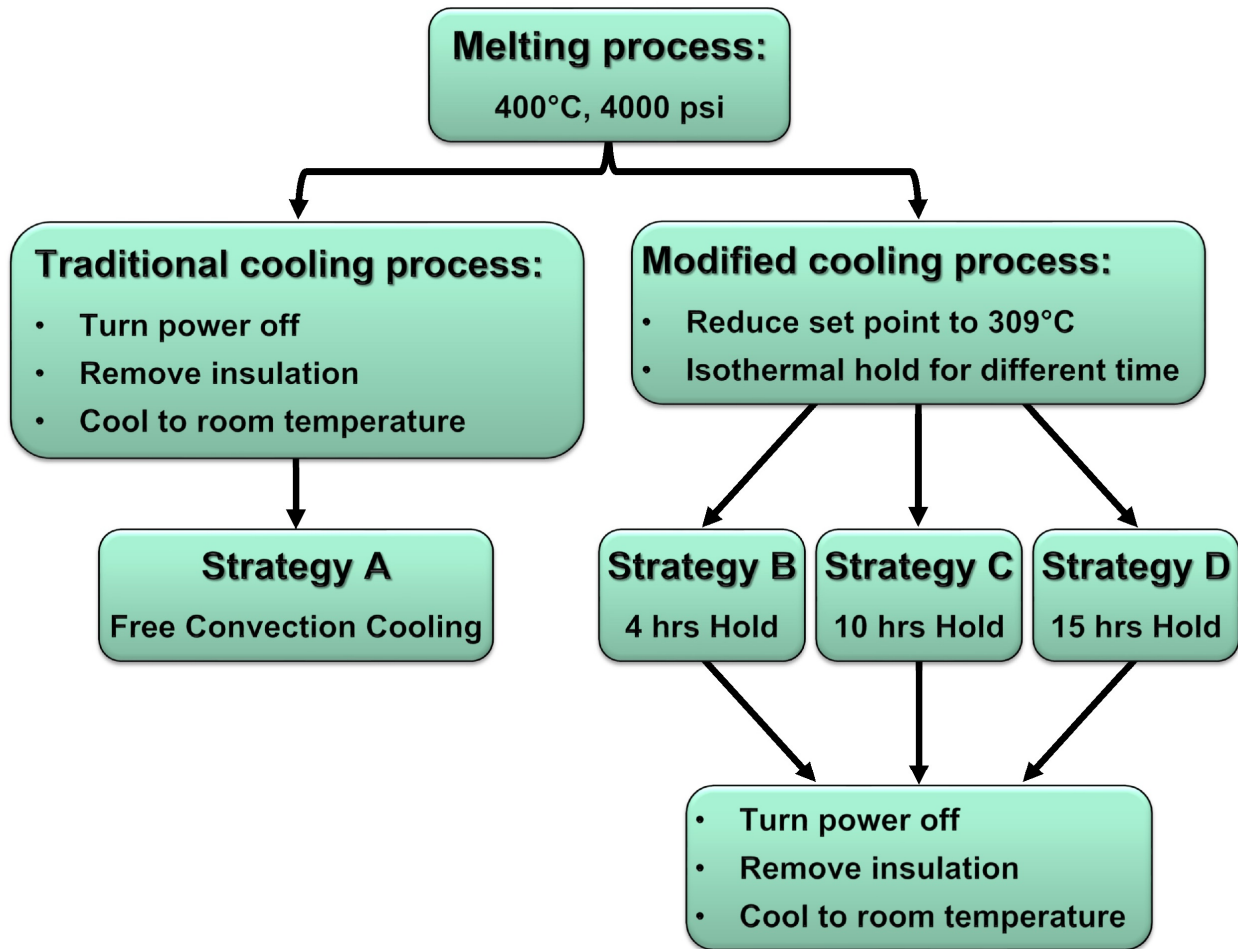 Melting process:
400°C, 4000 psi
Traditional cooling process:
• Turn power off
• Remove insulation
• Cool to room temperature
Modified cooling process:
• Reduce set point to 309°C
• Isothermal hold for different time
Strategy A
Free Convection Cooling
Strategy B
4 hrs Hold
Strategy C
10 hrs Hold
Strategy D
15 hrs Hold
• Turn power off
• Remove insulation
• Cool to room temperature